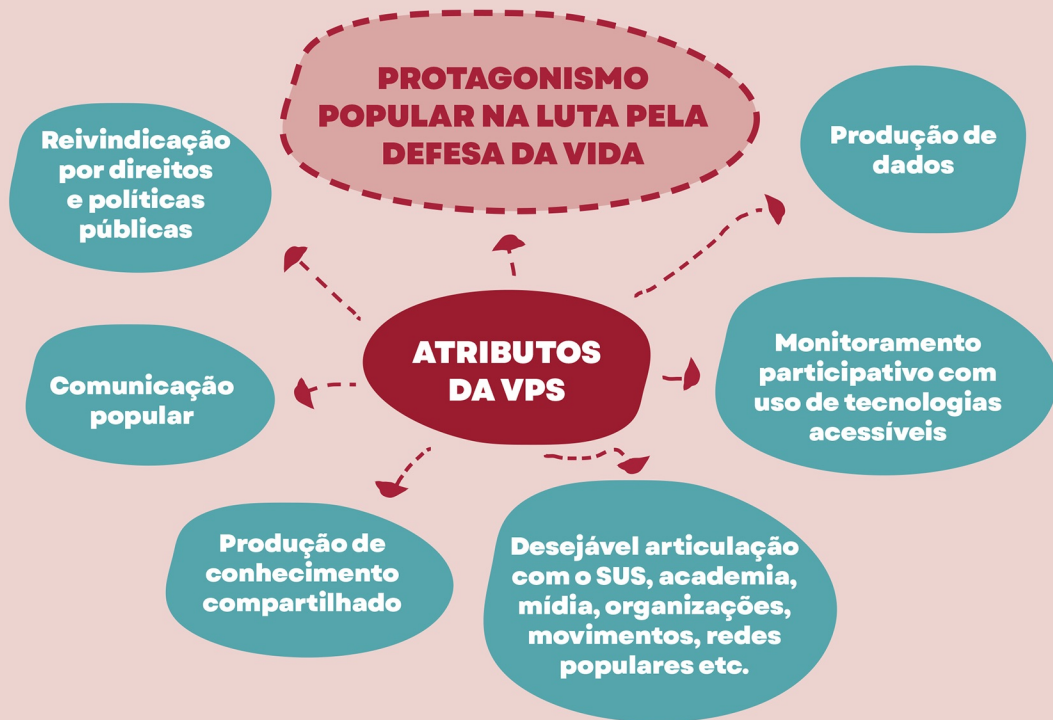 PROTAGONISMO
POPULAR NA LUTA PELA
DEFESA DA VIDA
Reivindicação
por direitos
e políticas
públicas
Produção de
dados
ATRIBUTOS
DA VPS
Monitoramento
participativo com
uso de tecnologias
acessíveis
Comunicação
popular
Produção de
conhecimento
compartilhado
Desejável articulação
com o SUS, academia,
mídia, organizações,
movimentos, redes
populares etc.